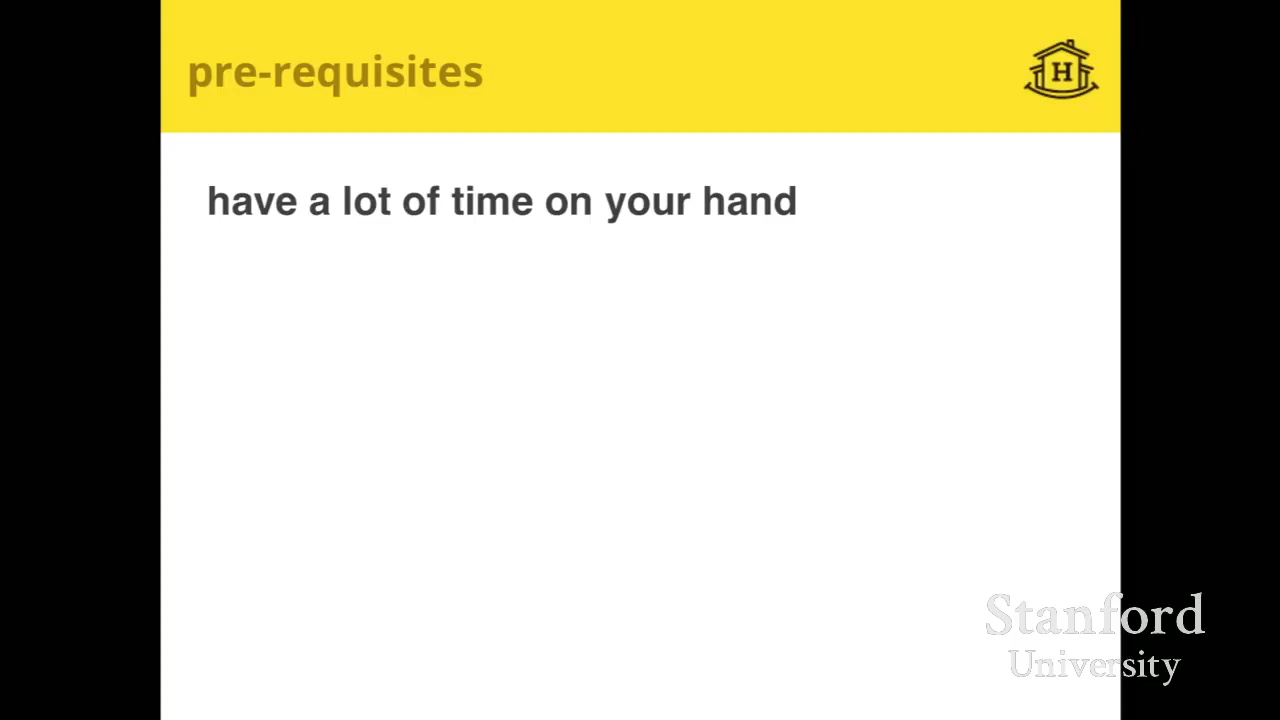 pre-requisites
H
have a lot of time on your hand
Stanford
University